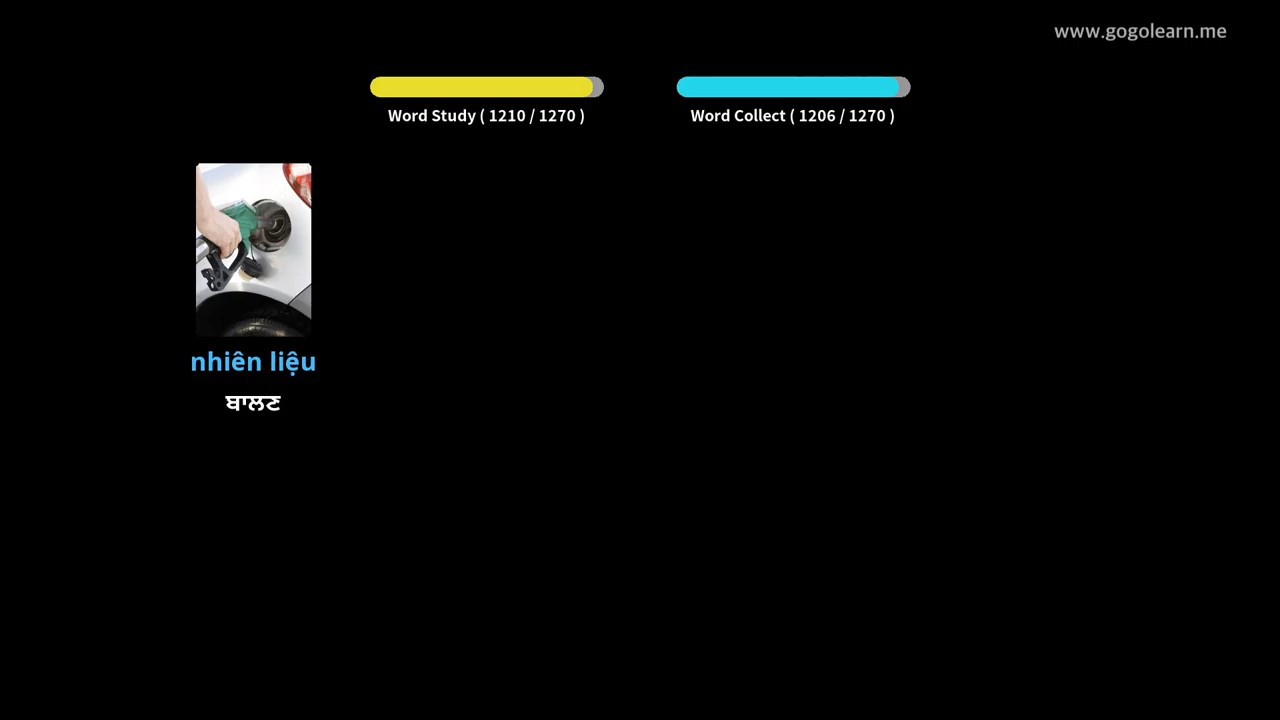 www.gogolearn.me
Word Study ( 1210 / 1270 )
Word Collect ( 1206 / 1270 )
nhiên liệu
ਬਾਲਣ